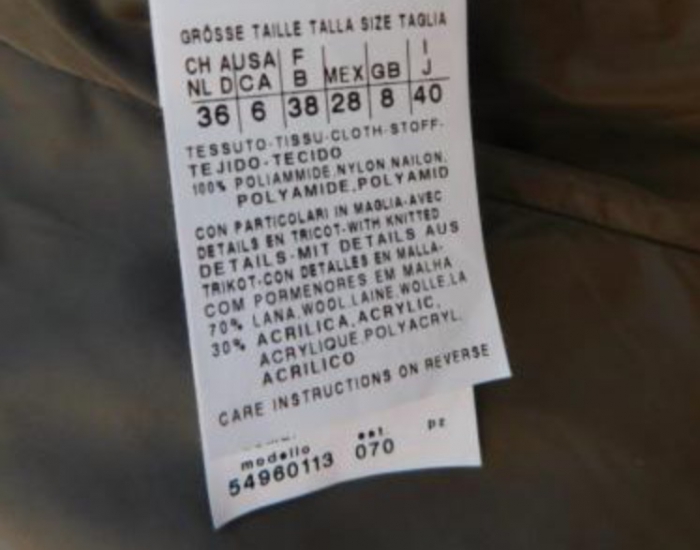 GRÖSSE TAILLE TALLA SIZE TAGLIA
CH A USA F I
NL D CA B MEX GB J
36 6 38 28 8 40
TESSUTO-TISSU-CLOTH-STOFF-
TEJIDO-TECIDO
100% POLIAMMIDE,NYLON,NAILON,
POLYAMIDE,POLYAMID
CON PARTICOLARI IN MAGLIA-AVEC
DETAILS EN TRICOT-WITH KNITTED
DETAILS-MIT DETAILS AUS
TRIKOT-CON DETALLES EN MALLA-
COM PORMENORES EM MALHA
70% LANA,WOOL,LAINE,WOLLE,LA
30% ACRILICA,ACRYLIC,
ACRYLIQUE,POLYACRYL,
ACRILICO
CARE INSTRUCTIONS ON REVERSE
modello est. pz
54960113 070